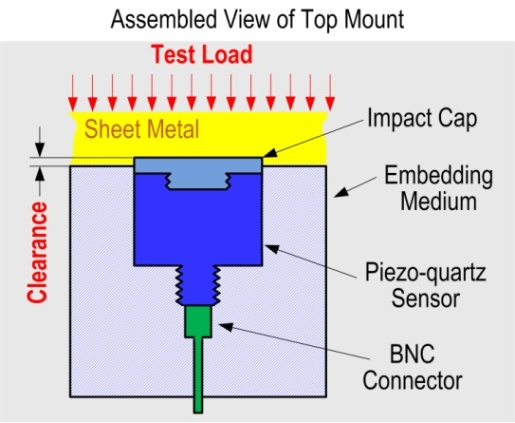 Assembled View of Top Mount
Test Load
Sheet Metal
Impact Cap
Embedding
Medium
Clearance
Piezo-quartz
Sensor
BNC
Connector